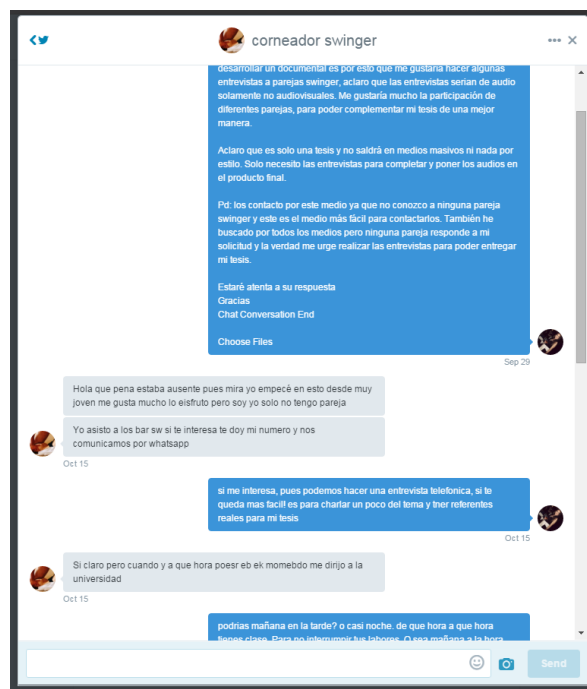 corneador swinger
desarrollar un documental es por esto que me gustaría hacer algunas
entrevistas a parejas swinger, aclaro que las entrevistas serian de audio
solamente no audiovisuales. Me gustaría mucho la participación de
diferentes parejas, para poder complementar mi tesis de una mejor
manera.
Aclaro que es solo una tesis y no saldrá en medios masivos ni nada por
estilo. Solo necesito las entrevistas para completar y poner los audios en
el producto final.
Pd: los contacto por este medio ya que no conozco a ninguna pareja
swinger y este es el medio más fácil para contactarlos. También he
buscado por todos los medios pero ninguna pareja responde a mi
solicitud y la verdad me urge realizar las entrevistas para poder entregar
mi tesis.
Estaré atenta a su respuesta
Gracias
Chat Conversation End
Choose Files
Sep 29
Hola que pena estaba ausente pues mira yo empecè en esto desde muy
joven me gusta mucho lo eisfruto pero soy yo solo no tengo pareja
Yo asisto a los bar sw si te interesa te doy mi numero y nos
comunicamos por whatsapp
Oct 15
si me interesa, pues podemos hacer una entrevista telefonica, si te
queda mas facil! es para charlar un poco del tema y tner referentes
reales para mi tesis
Oct 15
Si claro pero cuando y a que hora poesr eb ek momebdo me dirijo a la
universidad
Oct 15
podrias mañana en la tarde? o casi noche. de que hora a que hora
tienes clase. Para no interrumpir tus labores. O sea mañana a la hora
Send